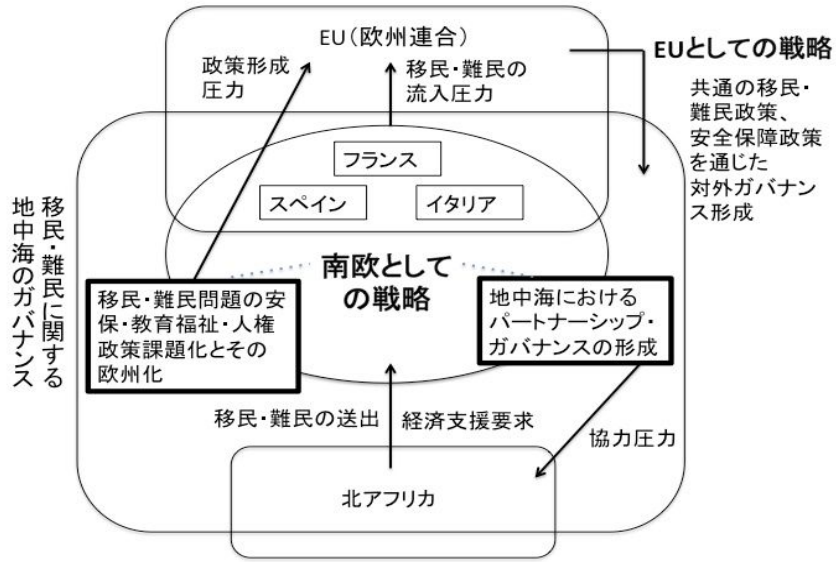 EU（欧州連合）
政策形成
圧力
移民・難民の
流入圧力
EUとしての戦略
共通の移民・
難民政策、
安全保障政策
を通じた
対外ガバナン
ス形成
フランス
スペイン
イタリア
移民・難民に関する
地中海のガバナンス
南欧として
の戦略
移民・難民問題の安
保・教育福祉・人権
政策課題化とその
欧州化
地中海における
パートナーシップ・
ガバナンスの形成
移民・難民の送出
経済支援要求
協力圧力
北アフリカ